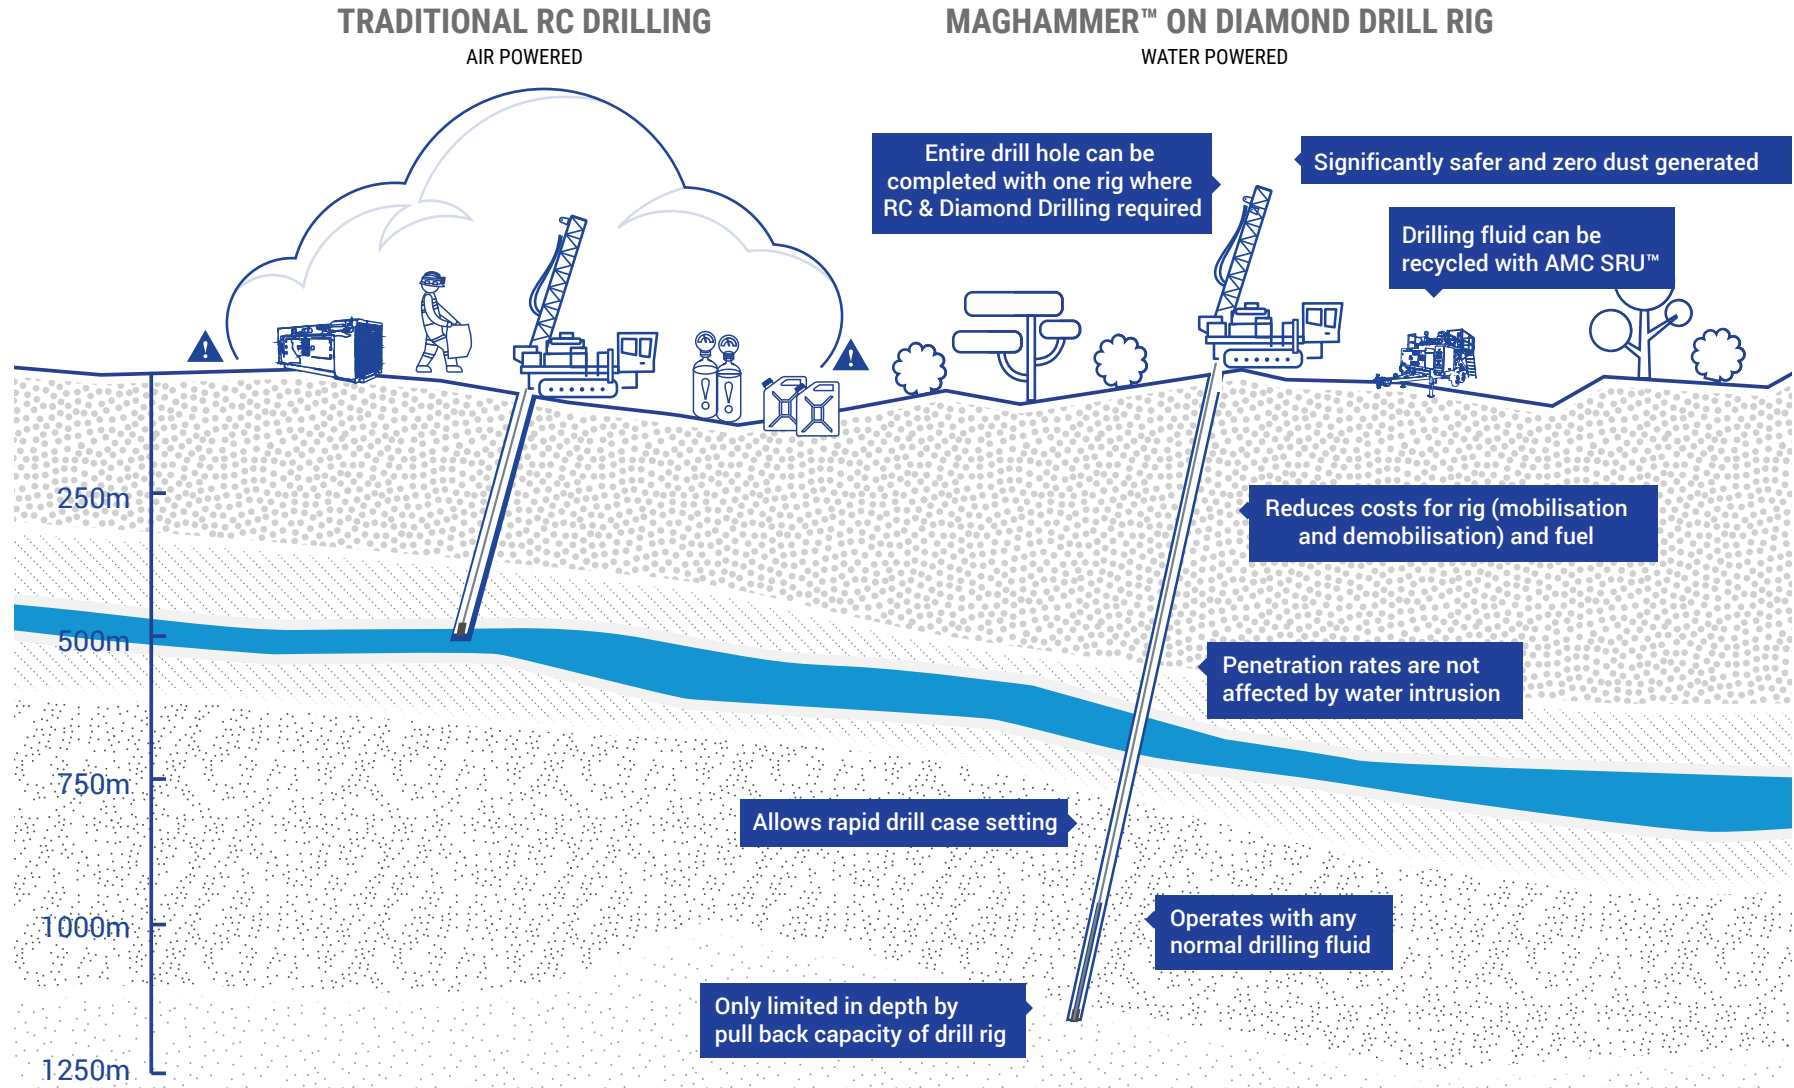 TRADITIONAL RC DRILLING
AIR POWERED
MAGHAMMER™ ON DIAMOND DRILL RIG
WATER POWERED
Entire drill hole can be
completed with one rig where
RC & Diamond Drilling required
Significantly safer and zero dust generated
Drilling fluid can be
recycled with AMC SRU™
250m
500m
750m
1000m
1250m
Reduces costs for rig (mobilisation
and demobilisation) and fuel
Penetration rates are not
affected by water intrusion
Allows rapid drill case setting
Operates with any
normal drilling fluid
Only limited in depth by
pull back capacity of drill rig